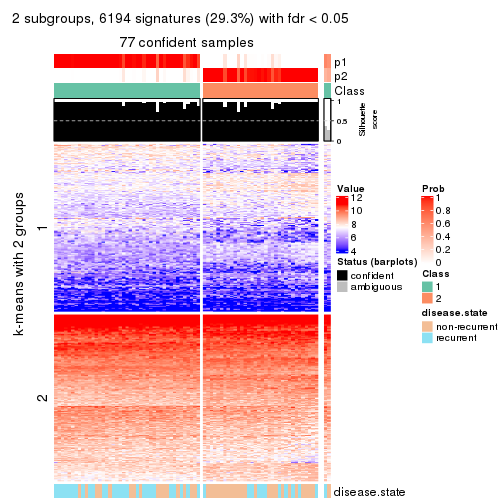 2 subgroups, 6194 signatures (29.3%) with fdr < 0.05
77 confident samples
p1
p2
Class
1
0.5
0
Silhouette
score
k-means with 2 groups
1
2
Value
12
10
8
6
4
Status (barplots)
confident
ambiguous
Prob
1
0.8
0.6
0.4
0.2
0
Class
1
2
disease.state
non-recurrent
recurrent
disease.state